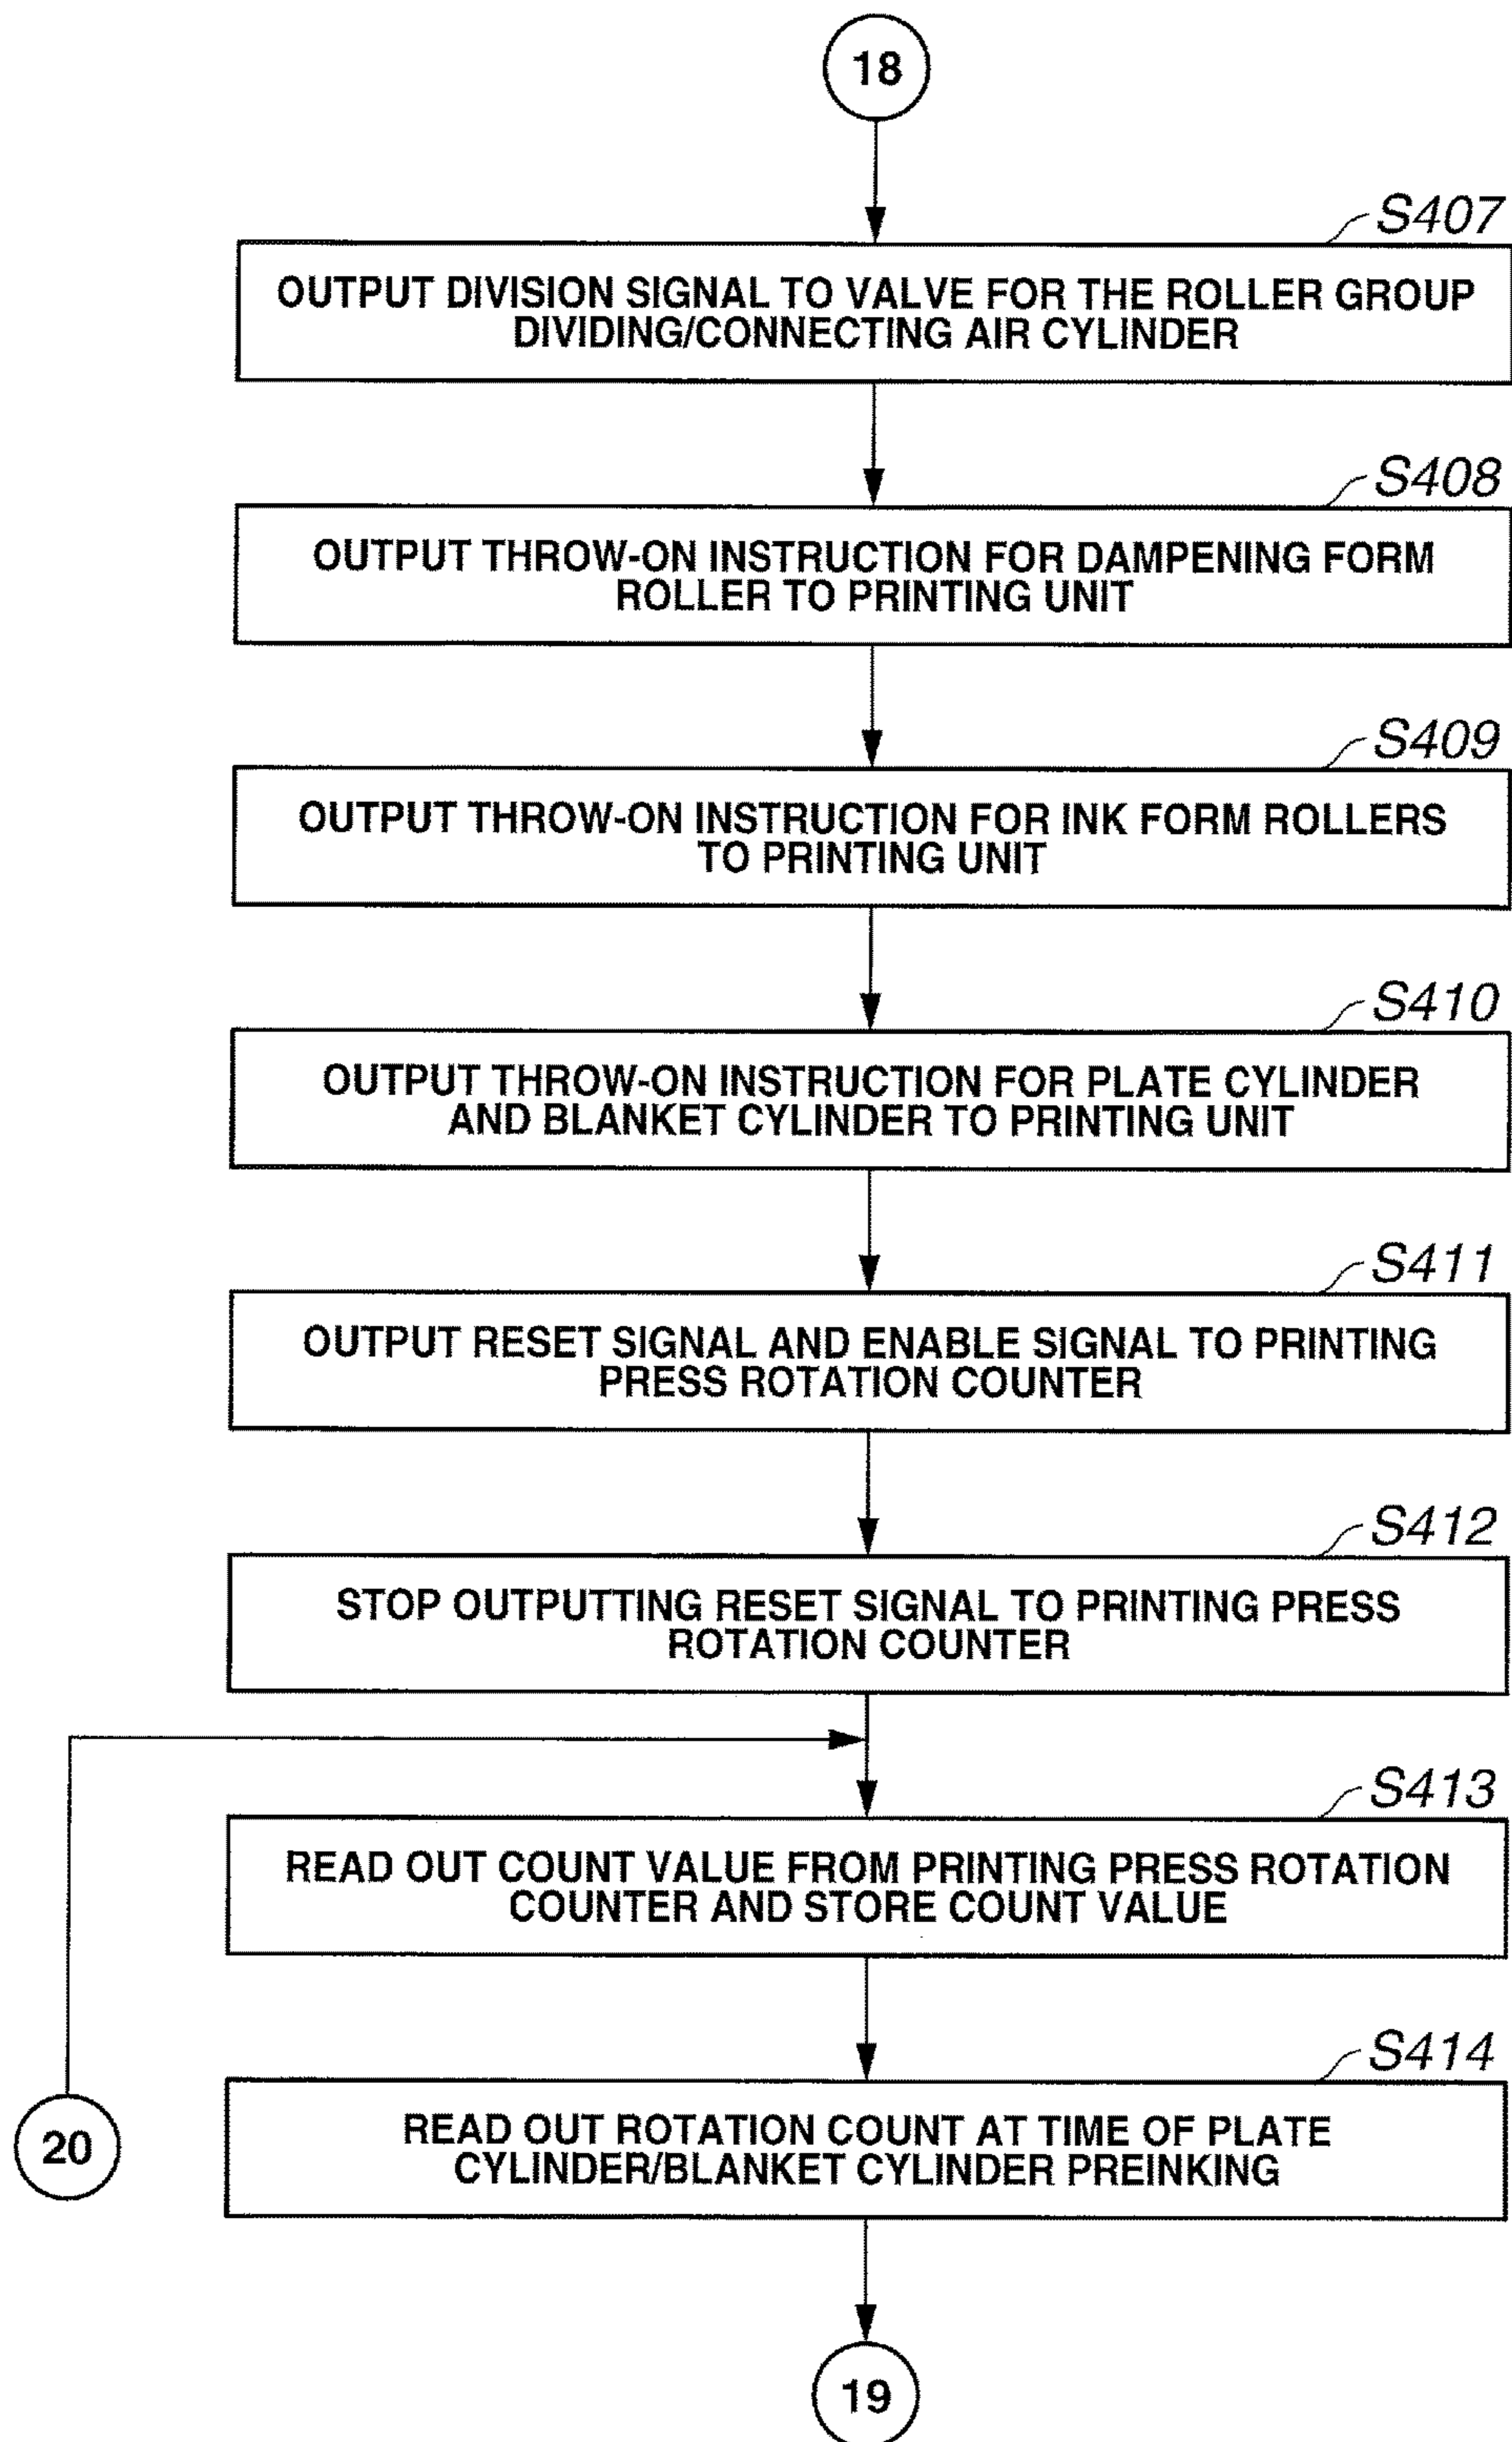 18
S407
OUTPUT DIVISION SIGNAL TO VALVE FOR THE ROLLER GROUP
DIVIDING/CONNECTING AIR CYLINDER
S408
OUTPUT THROW-ON INSTRUCTION FOR DAMPENING FORM
ROLLER TO PRINTING UNIT
S409
OUTPUT THROW-ON INSTRUCTION FOR INK FORM ROLLERS
TO PRINTING UNIT
S410
OUTPUT THROW-ON INSTRUCTION FOR PLATE CYLINDER
AND BLANKET CYLINDER TO PRINTING UNIT
S411
OUTPUT RESET SIGNAL AND ENABLE SIGNAL TO PRINTING
PRESS ROTATION COUNTER
S412
STOP OUTPUTTING RESET SIGNAL TO PRINTING PRESS
ROTATION COUNTER
S413
READ OUT COUNT VALUE FROM PRINTING PRESS ROTATION
COUNTER AND STORE COUNT VALUE
S414
READ OUT ROTATION COUNT AT TIME OF PLATE
CYLINDER/BLANKET CYLINDER PREINKING
20
19